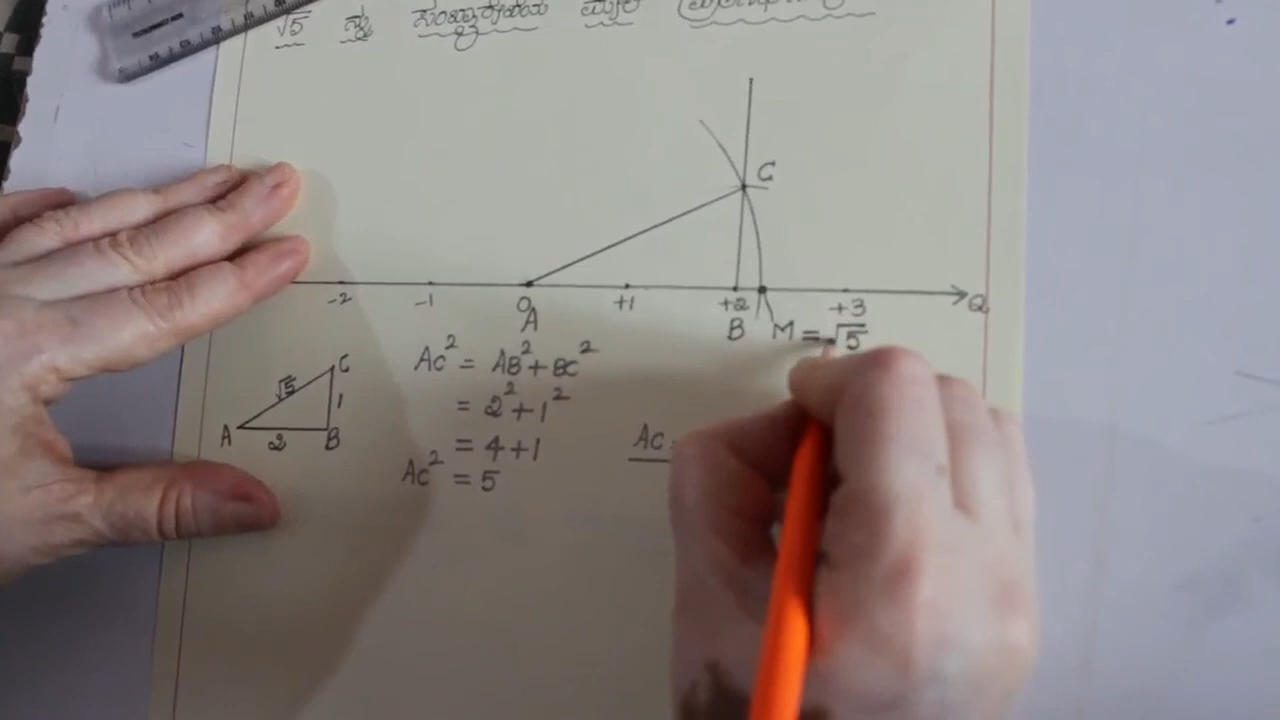 √5 ನ್ನು ಸಂಖ್ಯಾರೇಖೆಯ ಮೇಲೆ
C
-2 -1 0 +1 +2 +3 Q
A B M = √5
AC² = AB² + BC²
= 2² + 1²
= 4 + 1
AC² = 5
AC
√5 C
1
A 2 B